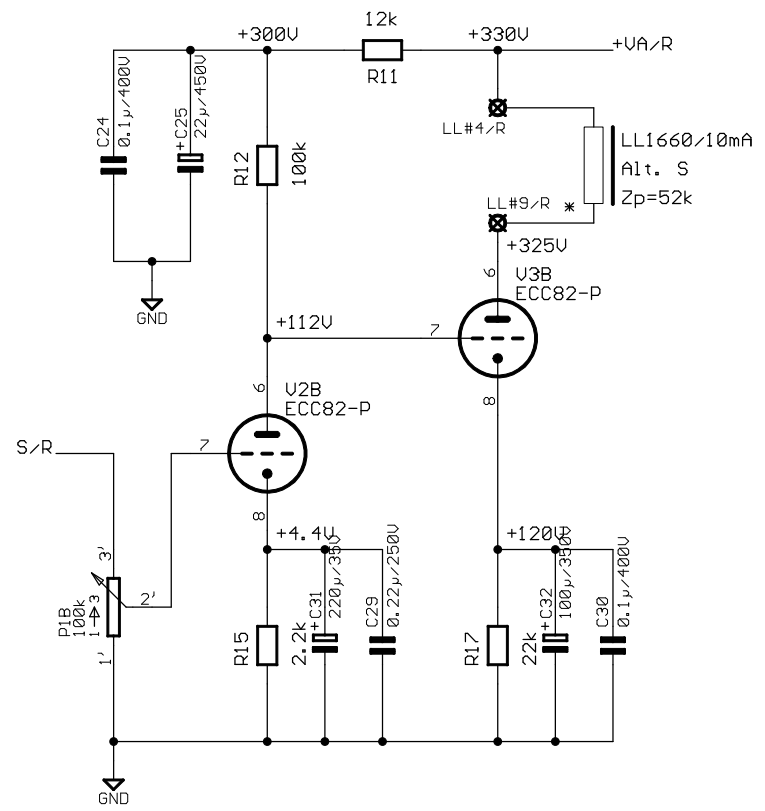 12k
+300V
+330V
+VA/R
R11
C24
0.1µ/400V
+C25
22µ/450V
R12
100k
LL#4/R
LL1660/10mA
Alt. S
Zp=52k
LL#9/R
*
+325V
6
V3B
ECC82-P
GND
+112V
7
6
V2B
ECC82-P
8
S/R
7
8
+4.4V
+120V
3'
2'
1'
P1B
100k
1 3
R15
2.2k
+C31
220µ/35V
C29
0.22µ/250V
R17
22k
+C32
100µ/350V
C30
0.1µ/400V
GND